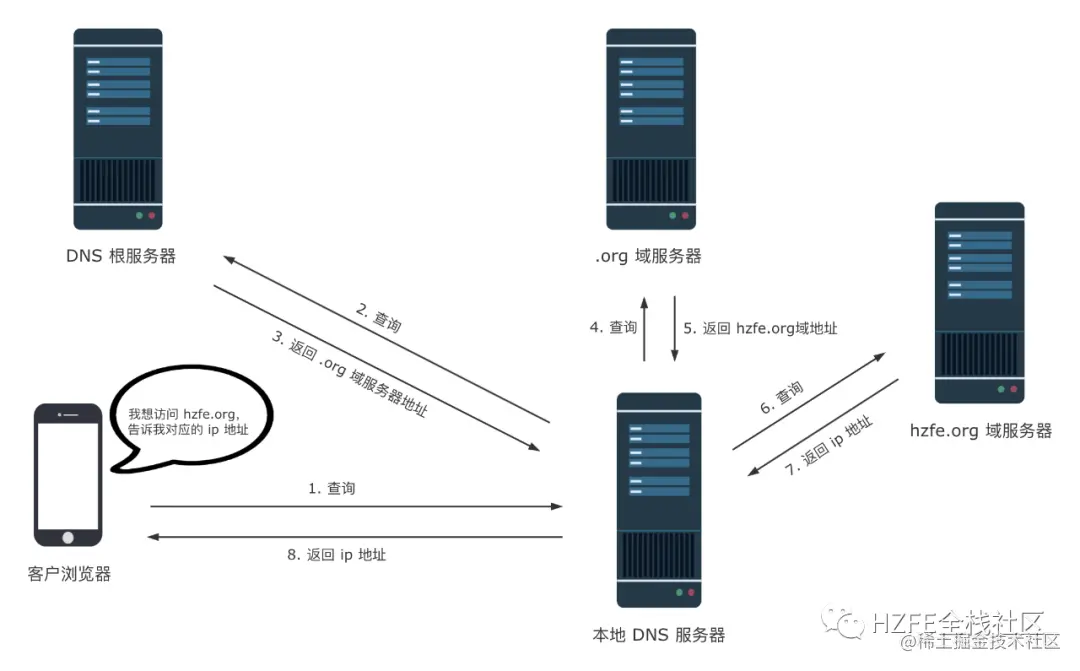 DNS 根服务器
.org 域服务器
2. 查询
3. 返回 .org 域服务器地址
4. 查询
5. 返回 hzfe.org域地址
我想访问 hzfe.org,
告诉我对应的 ip 地址
6. 查询
7. 返回 ip 地址
hzfe.org 域服务器
1. 查询
8. 返回 ip 地址
客户浏览器
本地 DNS 服务器
HZFE全栈社区
@稀土掘金技术社区